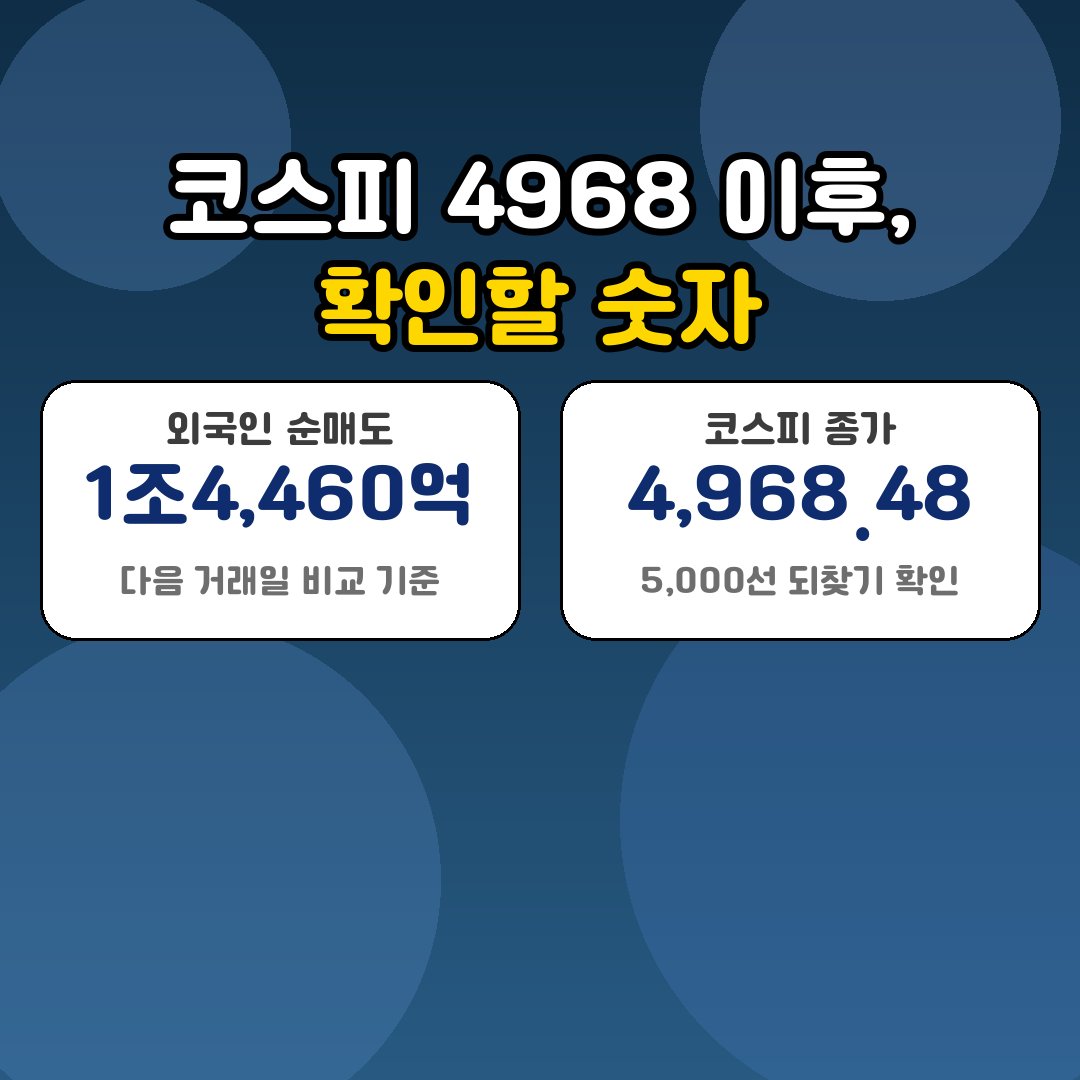 코스피 4968 이후,
확인할 숫자
외국인 순매도
1조4,460억
다음 거래일 비교 기준
코스피 종가
4,968.48
5,000선 되찾기 확인